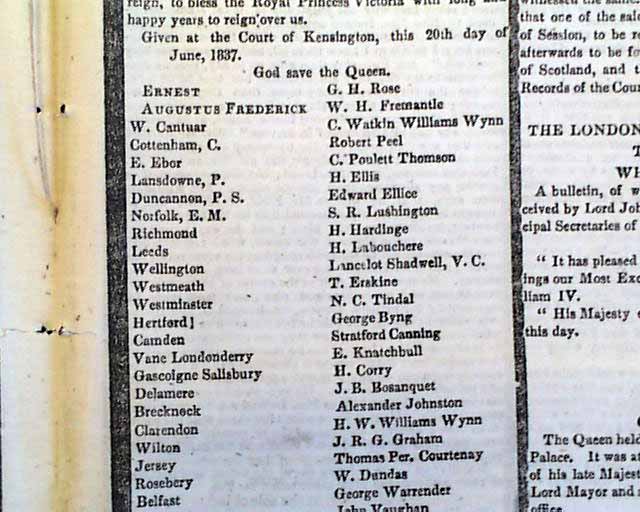 reign, to bless the Royal Princess Victoria with long and
happy years to reign over us.
Given at the Court of Kensington, this 20th day of
June, 1837.
God save the Queen.
ERNEST
AUGUSTUS FREDERICK
W. Cantuar
Cottenham, C.
E. Ebor
Lansdowne, P.
Duncannon, P. S.
Norfolk, E. M.
Richmond
Leeds
Wellington
Westmeath
Westminster
Hertford
Camden
Vane Londonderry
Gascoigne Salisbury
Delamere
Brecknock
Clarendon
Wilton
Jersey
Rosebery
Belfast
G. H. Rose
W. H. Fremantle
C. Watkin Williams Wynn
Robert Peel
C. Poulett Thomson
H. Ellis
Edward Ellice
S. R. Lushington
H. Hardinge
H. Labouchere
Lancelot Shadwell, V. C.
T. Erskine
N. C. Tindal
George Byng
Stratford Canning
E. Knatchbull
H. Corry
J. B. Bosanquet
Alexander Johnston
H. W. Williams Wynn
J. R. G. Graham
Thomas Per. Courtenay
W. Dundas
George Warrender
John Vaughan
witnessed the same
that one of the sa
of Session, to be r
afterwards to be fo
of Scotland, and t
Records of the Cou
THE LONDON
T
WH
A bulletin, of w
ceived by Lord Joh
cipal Secretaries of
" It has pleased
ings our Most Exc
liam IV.
" His Majesty e
this day.
The Queen held
Palace. It was at
of his late Majest
Lord Mayor and
office